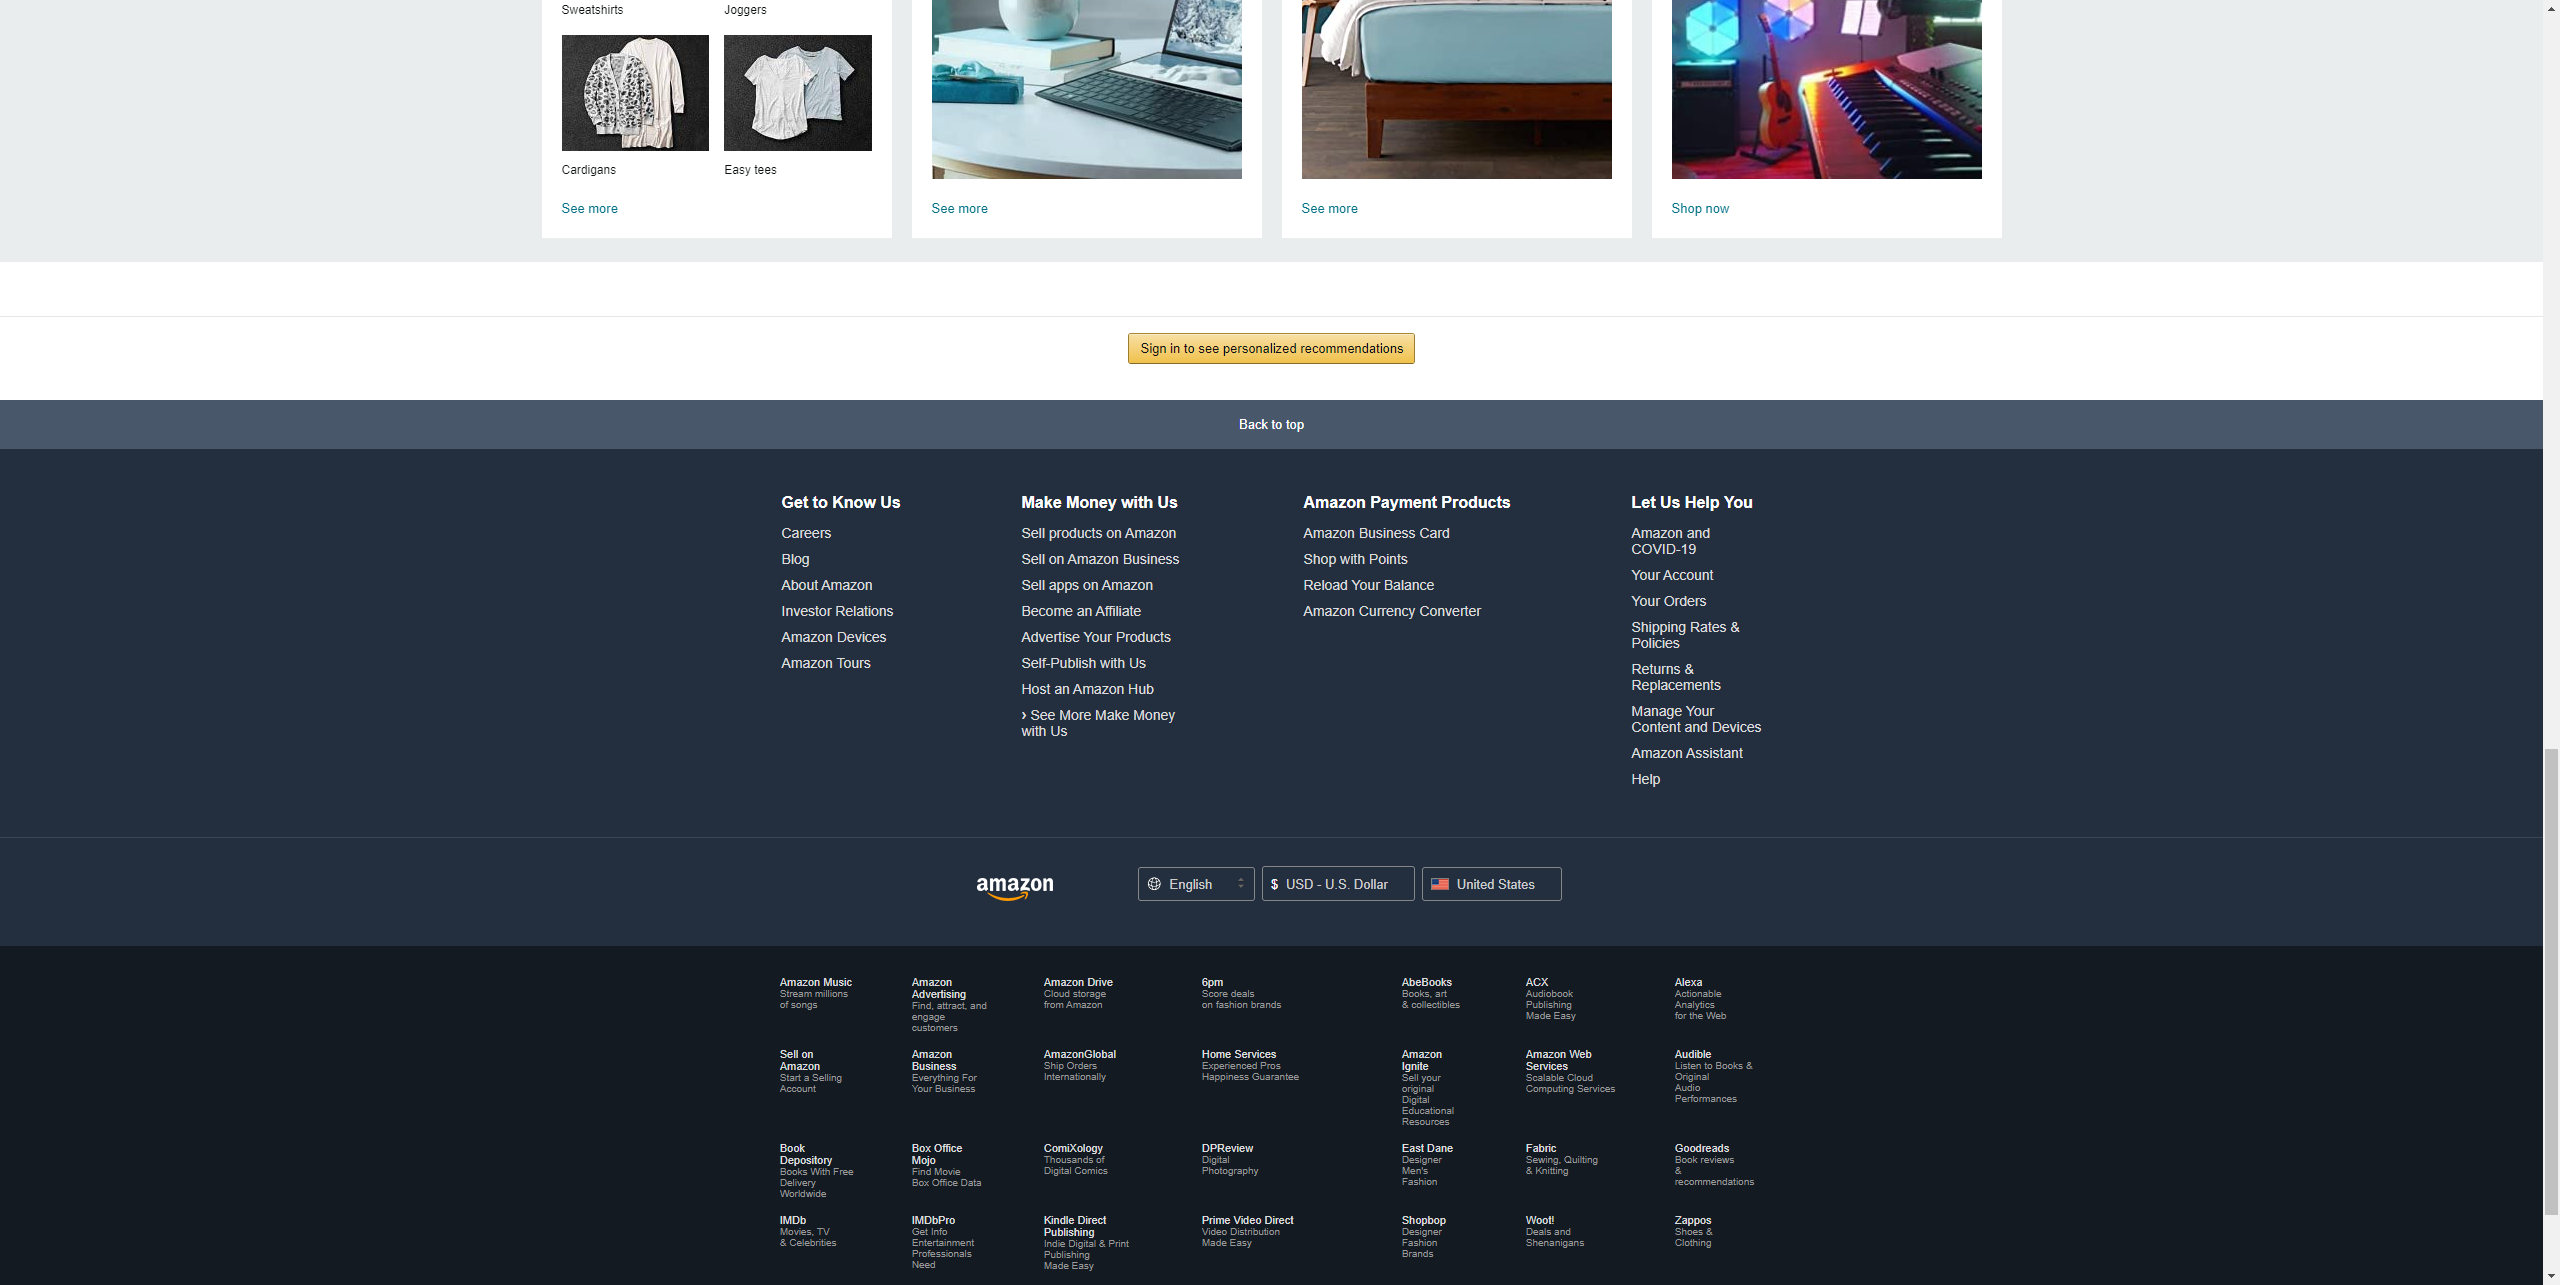 Sweatshirts
Joggers
Cardigans
Easy tees
See more
See more
See more
Shop now
Sign in to see personalized recommendations
Back to top
Get to Know Us
Careers
Blog
About Amazon
Investor Relations
Amazon Devices
Amazon Tours
Make Money with Us
Sell products on Amazon
Sell on Amazon Business
Sell apps on Amazon
Become an Affiliate
Advertise Your Products
Self-Publish with Us
Host an Amazon Hub
› See More Make Money
with Us
Amazon Payment Products
Amazon Business Card
Shop with Points
Reload Your Balance
Amazon Currency Converter
Let Us Help You
Amazon and
COVID-19
Your Account
Your Orders
Shipping Rates &
Policies
Returns &
Replacements
Manage Your
Content and Devices
Amazon Assistant
Help
amazon
English
$ USD - U.S. Dollar
United States
Amazon Music
Stream millions
of songs
Amazon
Advertising
Find, attract, and
engage
customers
Amazon Drive
Cloud storage
from Amazon
6pm
Score deals
on fashion brands
AbeBooks
Books, art
& collectibles
ACX
Audiobook
Publishing
Made Easy
Alexa
Actionable
Analytics
for the Web
Sell on
Amazon
Start a Selling
Account
Amazon
Business
Everything For
Your Business
AmazonGlobal
Ship Orders
Internationally
Home Services
Experienced Pros
Happiness Guarantee
Amazon
Ignite
Sell your
original
Digital
Educational
Resources
Amazon Web
Services
Scalable Cloud
Computing Services
Audible
Listen to Books &
Original
Audio
Performances
Book
Depository
Books With Free
Delivery
Worldwide
Box Office
Mojo
Find Movie
Box Office Data
ComiXology
Thousands of
Digital Comics
DPReview
Digital
Photography
East Dane
Designer
Men's
Fashion
Fabric
Sewing, Quilting
& Knitting
Goodreads
Book reviews
&
recommendations
IMDb
Movies, TV
& Celebrities
IMDbPro
Get Info
Entertainment
Professionals
Need
Kindle Direct
Publishing
Indie Digital & Print
Publishing
Made Easy
Prime Video Direct
Video Distribution
Made Easy
Shopbop
Designer
Fashion
Brands
Woot!
Deals and
Shenanigans
Zappos
Shoes &
Clothing